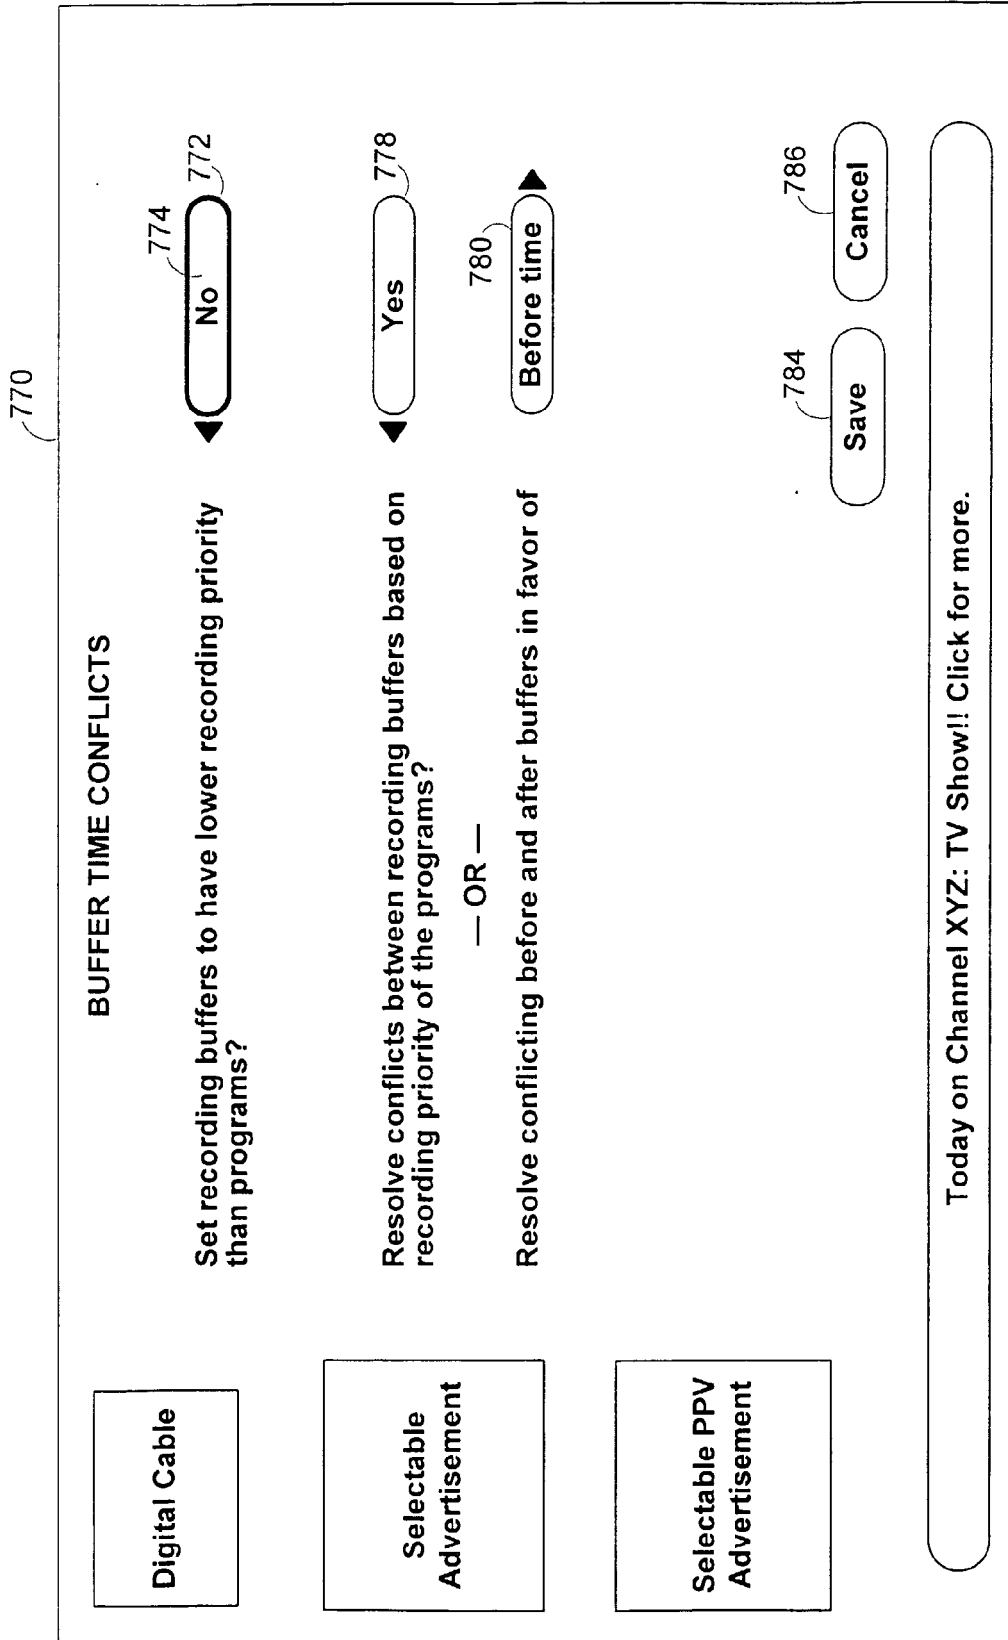 770
BUFFER TIME CONFLICTS
Digital Cable
Set recording buffers to have lower recording priority
than programs?
774
No
772
Selectable
Advertisement
Resolve conflicts between recording buffers based on
recording priority of the programs?
Yes
778
— OR —
780
Resolve conflicting before and after buffers in favor of
Before time
Selectable PPV
Advertisement
784
Save
786
Cancel
Today on Channel XYZ: TV Show!! Click for more.